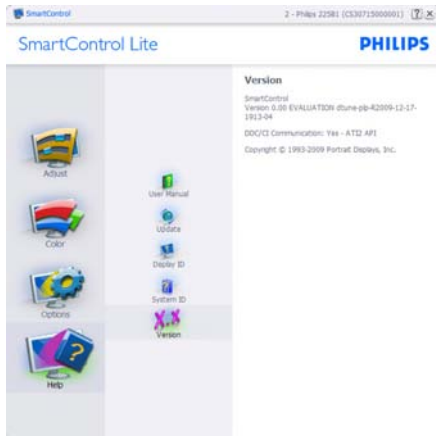 SmartControl
2 - Philips 225B1 (CS30715000001)
SmartControl Lite
PHILIPS
Version
SmartControl
Version 0.00 EVALUATION dtune-plp-R2009-12-17-
1913-04
DDC/CI Communication: Yes - ATI2 API
Copyright © 1993-2009 Portrait Displays, Inc.
Adjust
Color
Options
Help
User Manual
Update
Display ID
System ID
X.X
Version